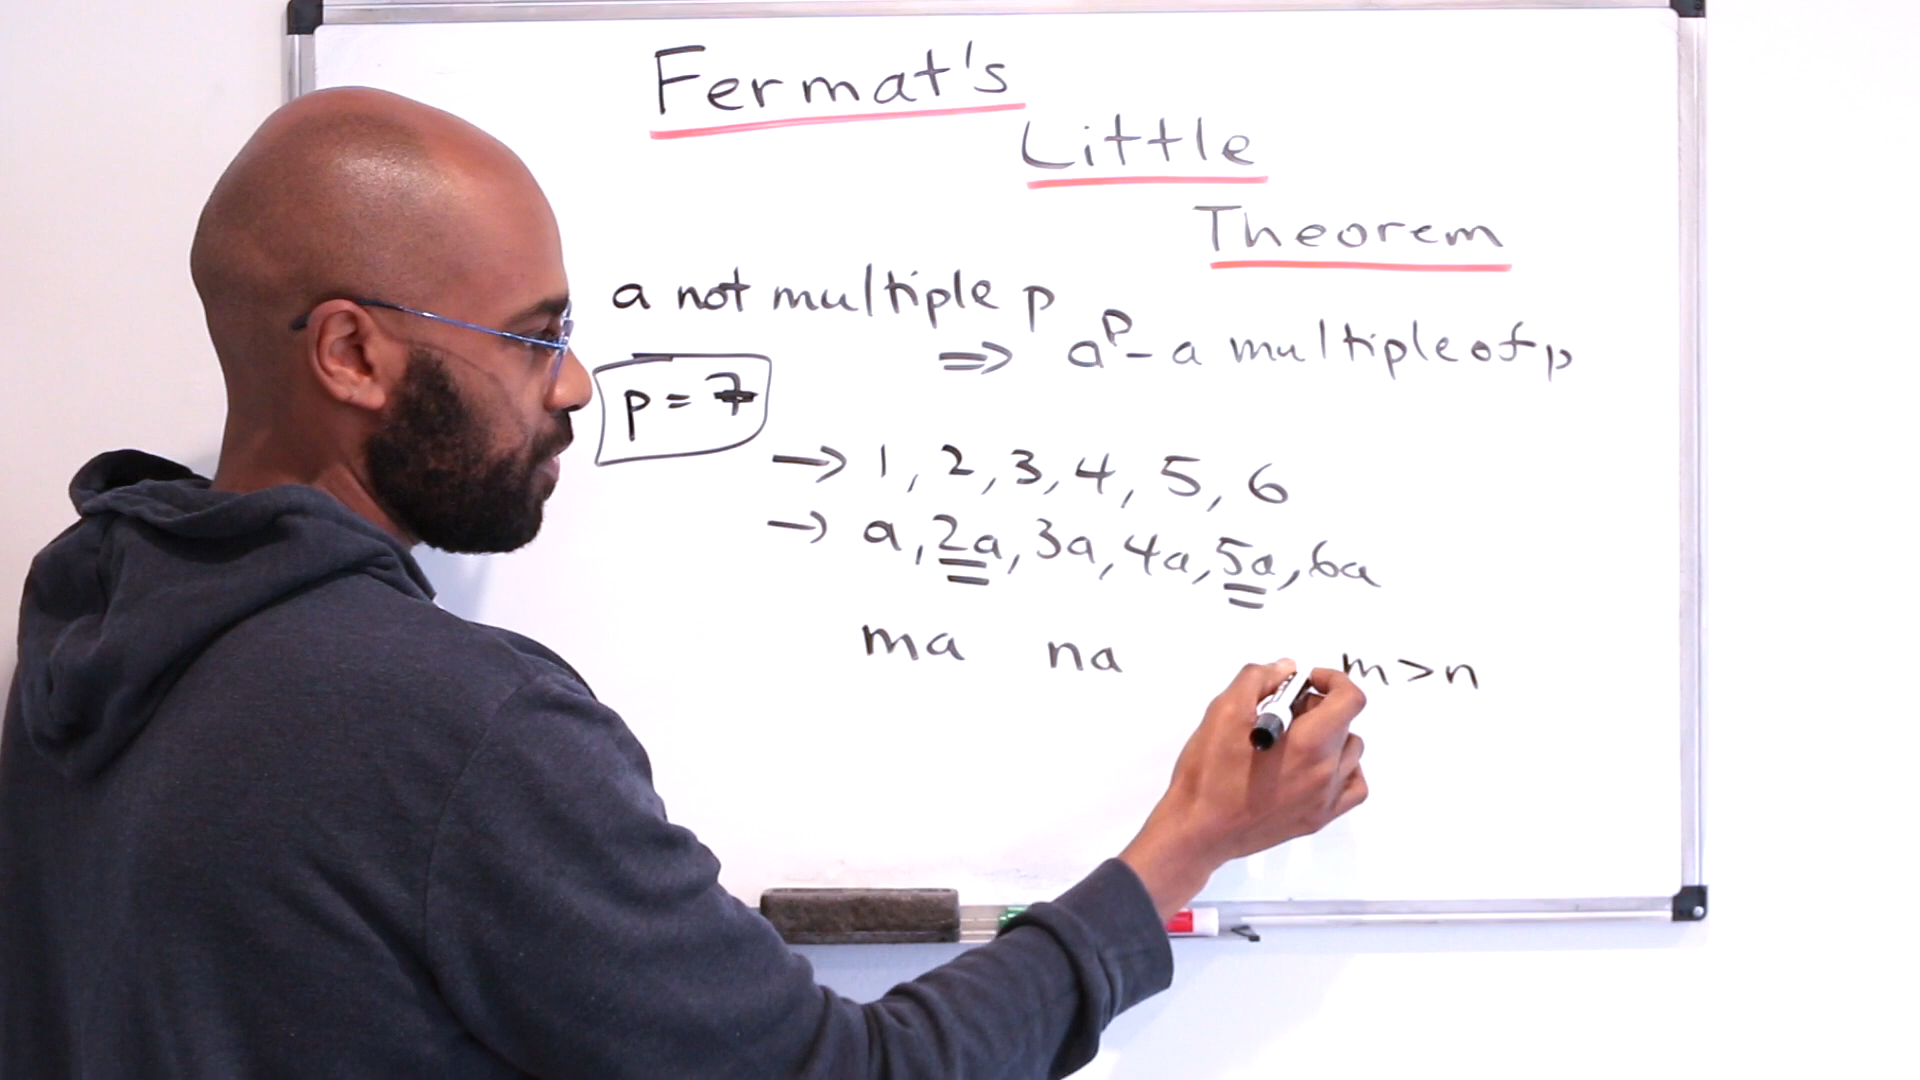 Fermat's
Little
Theorem
a not multiple p
⇒ aᵖ - a multiple of p
p = 7
→ 1, 2, 3, 4, 5, 6
→ a, 2a, 3a, 4a, 5a, 6a
ma na m > n